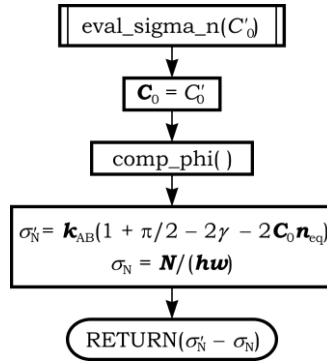 eval_sigma_n(C′₀)
C₀ = C′₀
comp_phi( )
σ′N = kAB(1 + π/2 − 2γ − 2C₀neq)
σN = N/(hw)
RETURN(σ′N − σN)